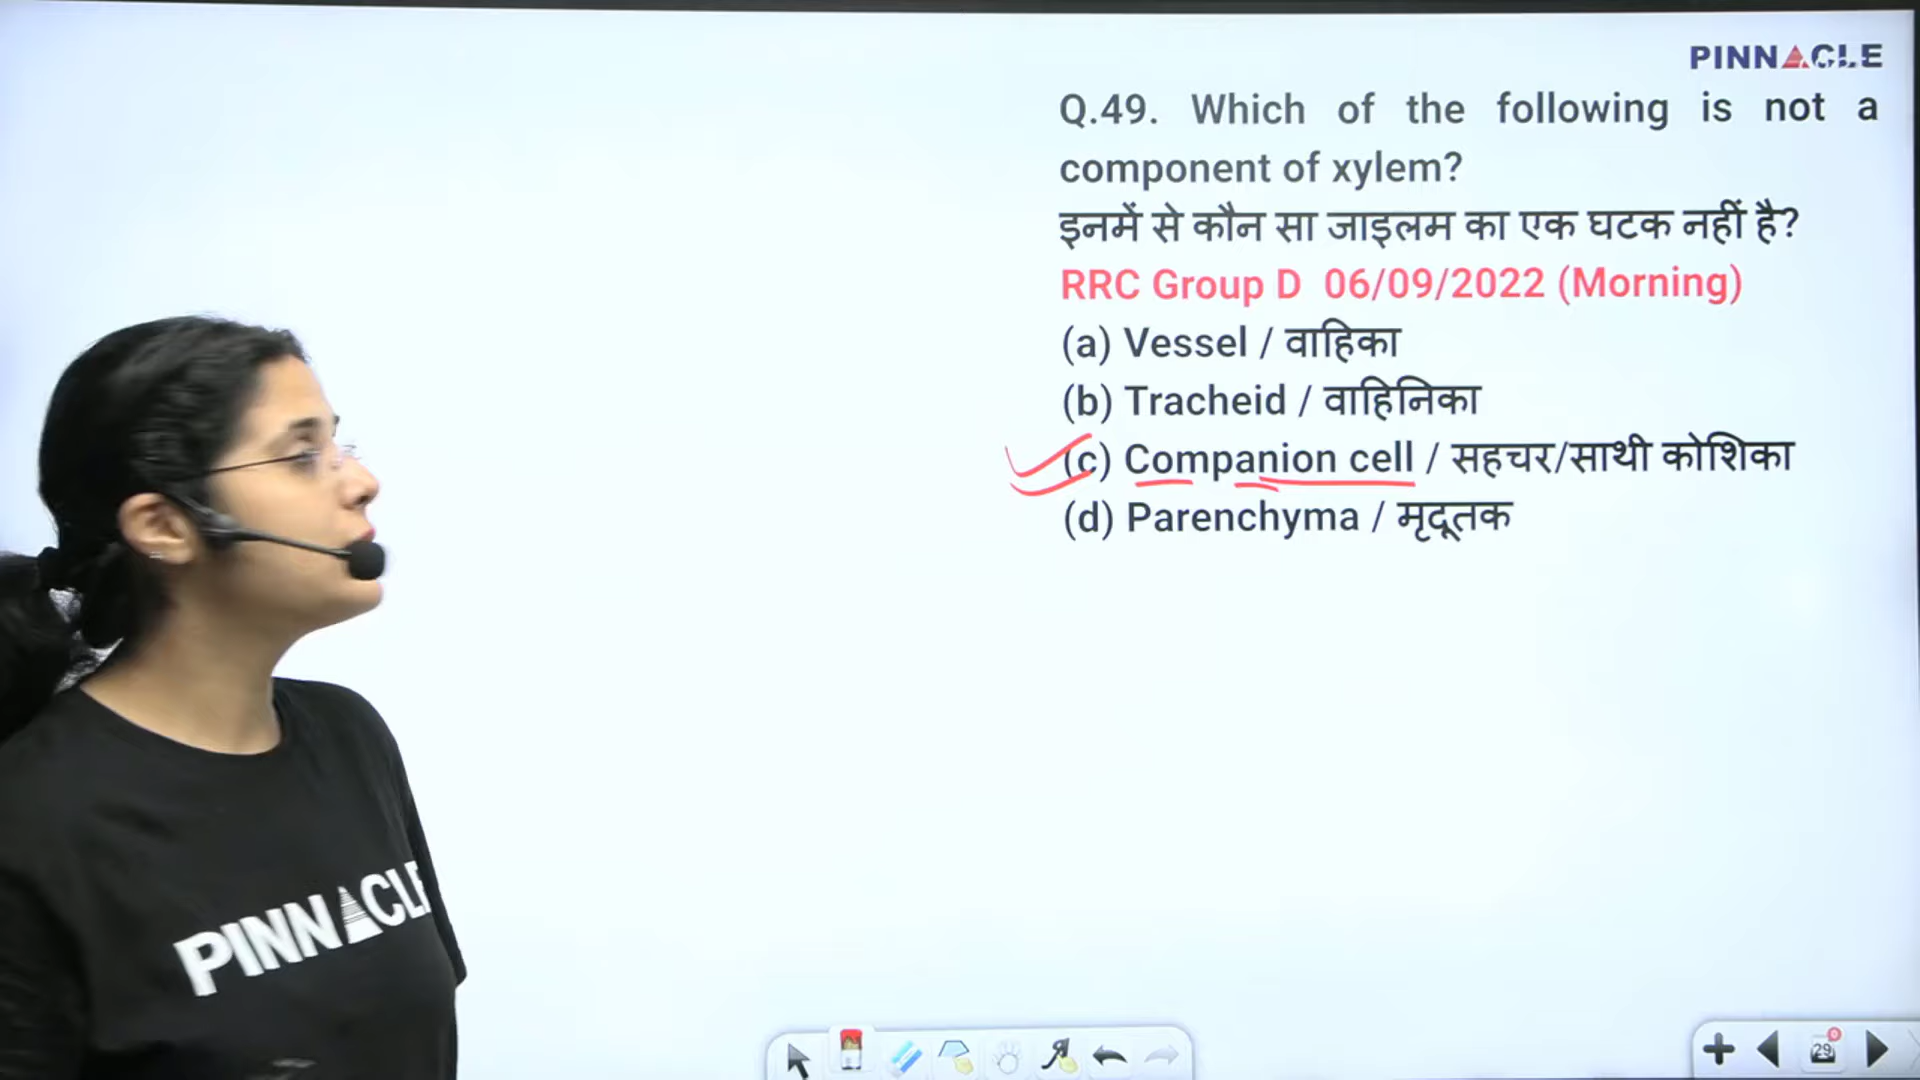 PINNACLE
Q.49. Which of the following is not a
component of xylem?
इनमें से कौन सा जाइलम का एक घटक नहीं है?
RRC Group D 06/09/2022 (Morning)
(a) Vessel / वाहिका
(b) Tracheid / वाहिनिका
(c) Companion cell / सहचर/साथी कोशिका
(d) Parenchyma / मृदूतक
PINNACLE
29
0